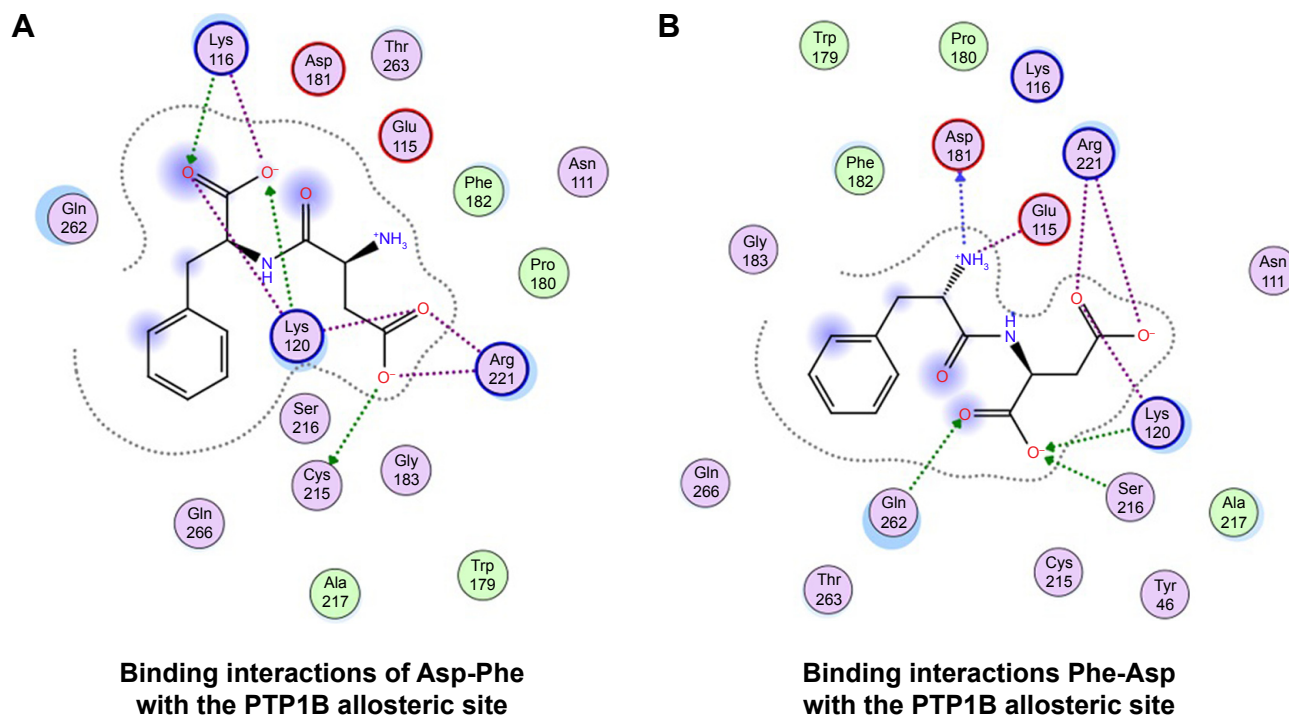 A
Lys
116
Asp
181
Thr
263
Glu
115
Asn
111
Phe
182
Gln
262
Pro
180
O
O⁻
O
⁺NH₃
N
H
Lys
120
O
O⁻
Arg
221
Ser
216
Cys
215
Gly
183
Gln
266
Ala
217
Trp
179
Binding interactions of Asp-Phe
with the PTP1B allosteric site
B
Trp
179
Pro
180
Lys
116
Asp
181
Arg
221
Phe
182
Glu
115
Gly
183
Asn
111
⁺NH₃
O
H
N
O⁻
O
O
O⁻
Lys
120
Gln
266
Gln
262
Ser
216
Ala
217
Thr
263
Cys
215
Tyr
46
Binding interactions Phe-Asp
with the PTP1B allosteric site